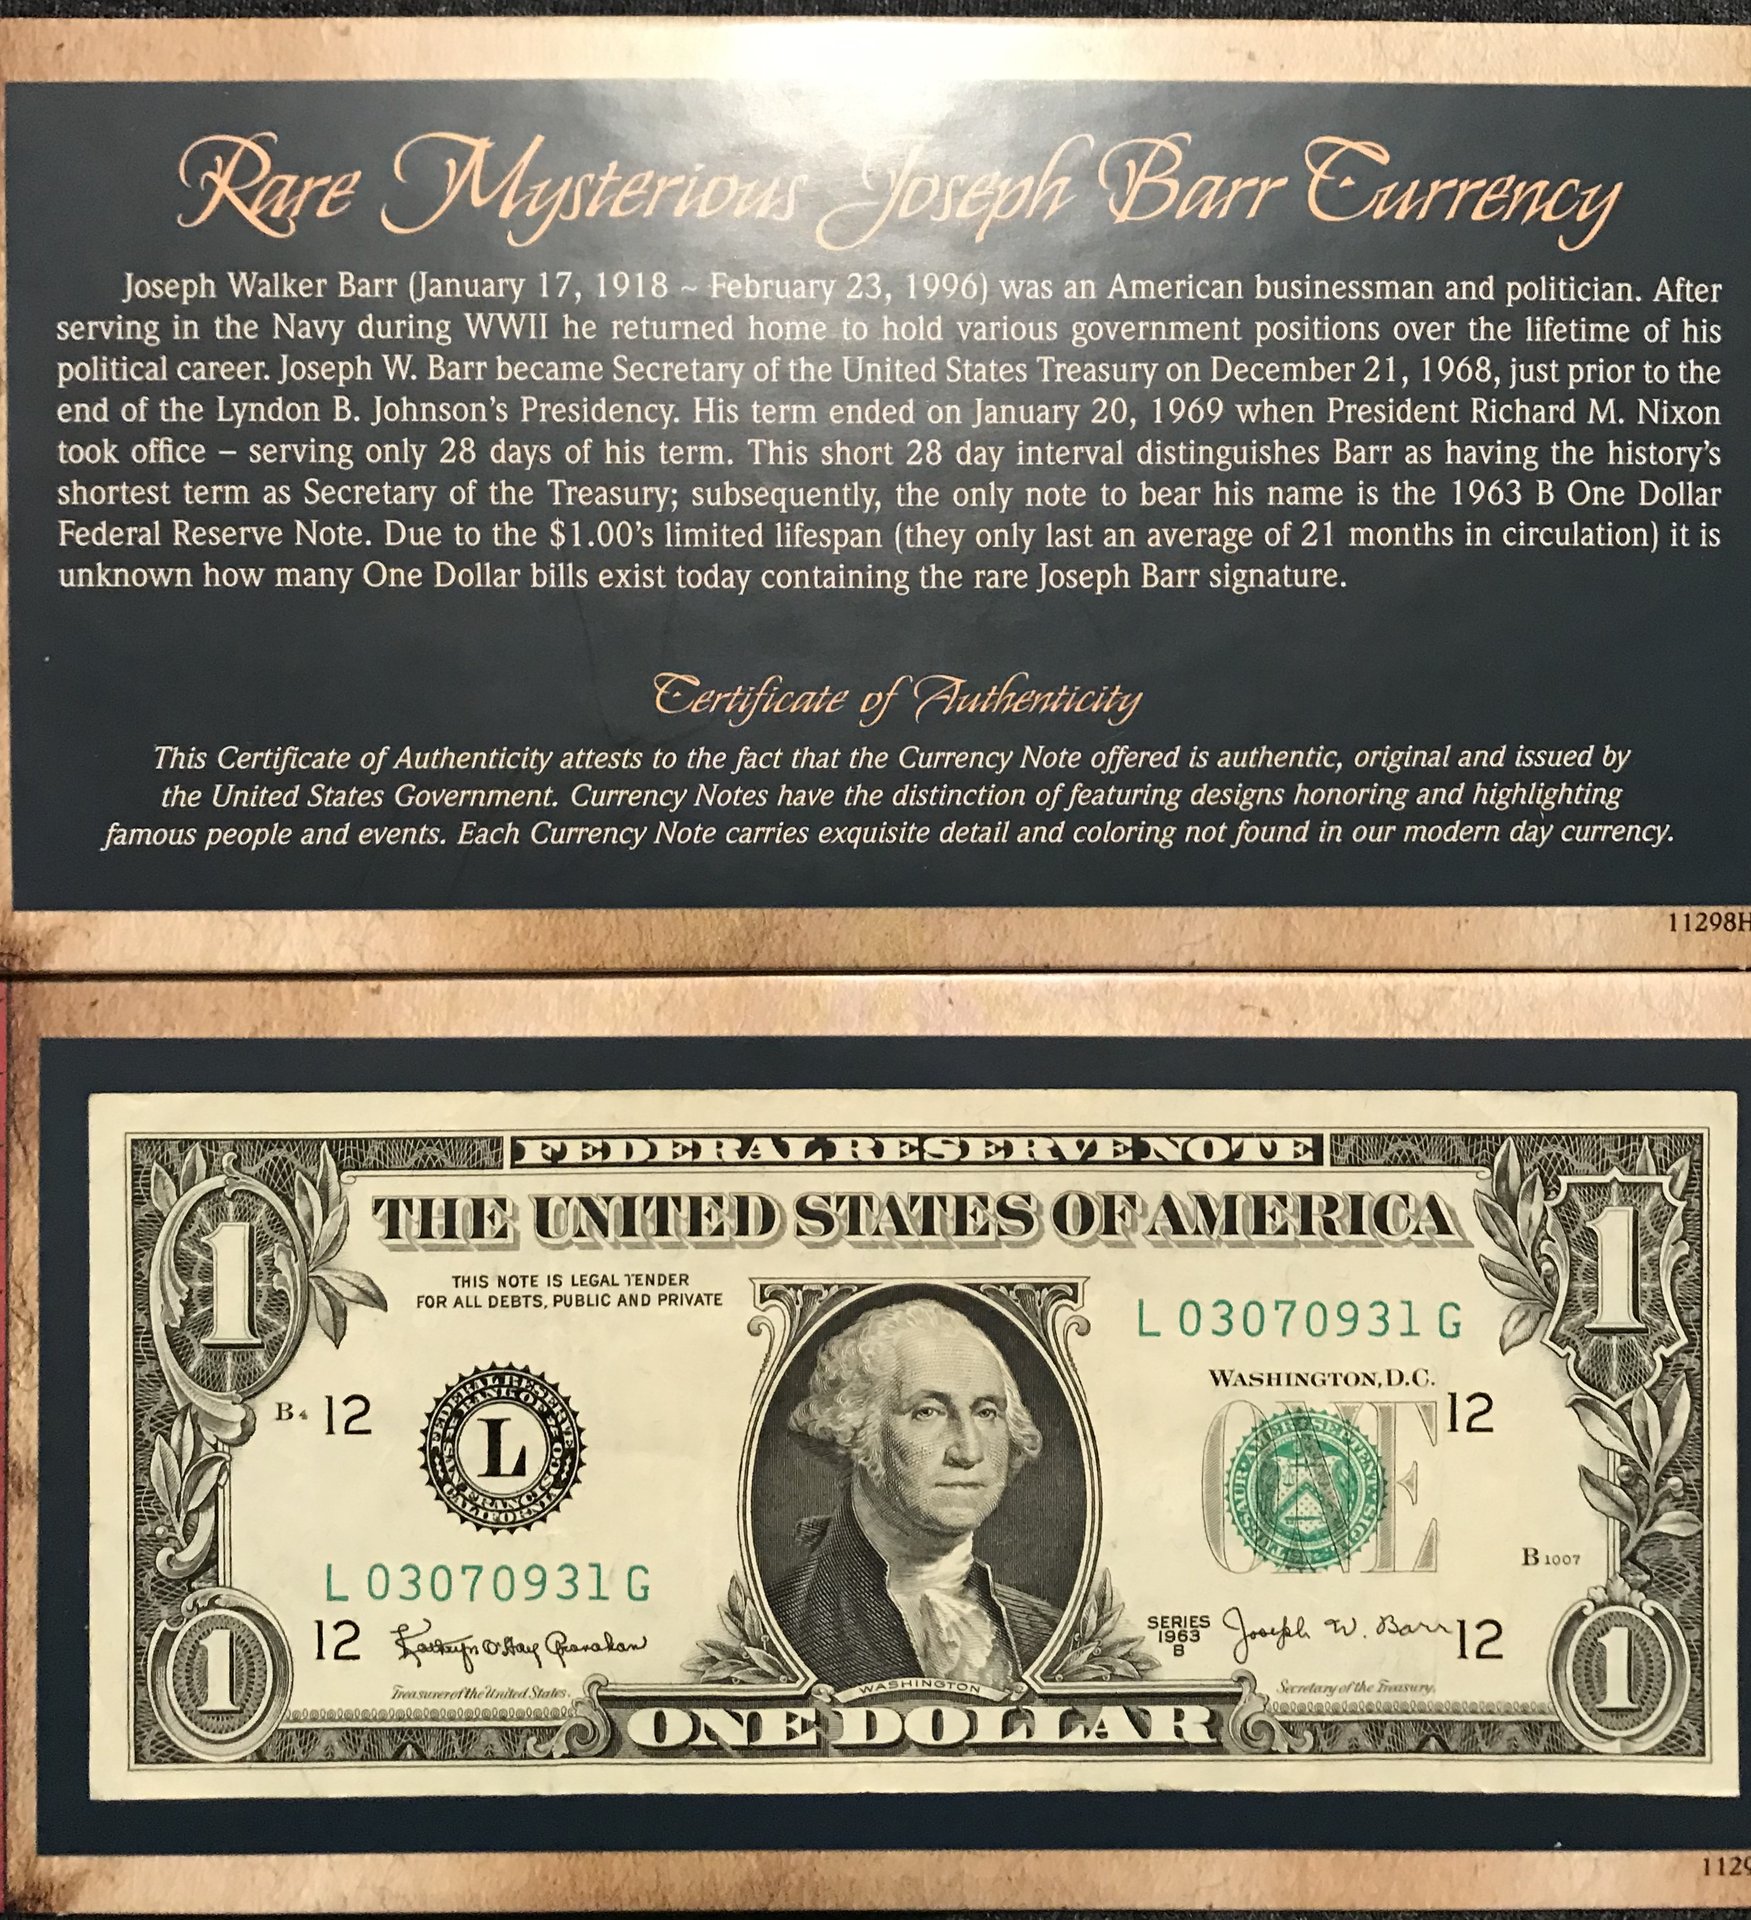 Rare Mysterious Joseph Barr Currency
Joseph Walker Barr (January 17, 1918 ~ February 23, 1996) was an American businessman and politician. After
serving in the Navy during WWII he returned home to hold various government positions over the lifetime of his
political career. Joseph W. Barr became Secretary of the United States Treasury on December 21, 1968, just prior to the
end of the Lyndon B. Johnson's Presidency. His term ended on January 20, 1969 when President Richard M. Nixon
took office – serving only 28 days of his term. This short 28 day interval distinguishes Barr as having the history's
shortest term as Secretary of the Treasury; subsequently, the only note to bear his name is the 1963 B One Dollar
Federal Reserve Note. Due to the $1.00's limited lifespan (they only last an average of 21 months in circulation) it is
unknown how many One Dollar bills exist today containing the rare Joseph Barr signature.
Certificate of Authenticity
This Certificate of Authenticity attests to the fact that the Currency Note offered is authentic, original and issued by
the United States Government. Currency Notes have the distinction of featuring designs honoring and highlighting
famous people and events. Each Currency Note carries exquisite detail and coloring not found in our modern day currency.
11298H
FEDERAL RESERVE NOTE
1
THE UNITED STATES OF AMERICA
1
THIS NOTE IS LEGAL TENDER
FOR ALL DEBTS, PUBLIC AND PRIVATE
L 03070931 G
WASHINGTON, D.C.
B4 12
L
ONE
12
B 1007
L 03070931 G
12
Kathryn O'Hay Granahan
Treasurer of the United States.
SERIES
1963
B
Joseph W. Barr
12
Secretary of the Treasury.
1
WASHINGTON
ONE DOLLAR
1
1129